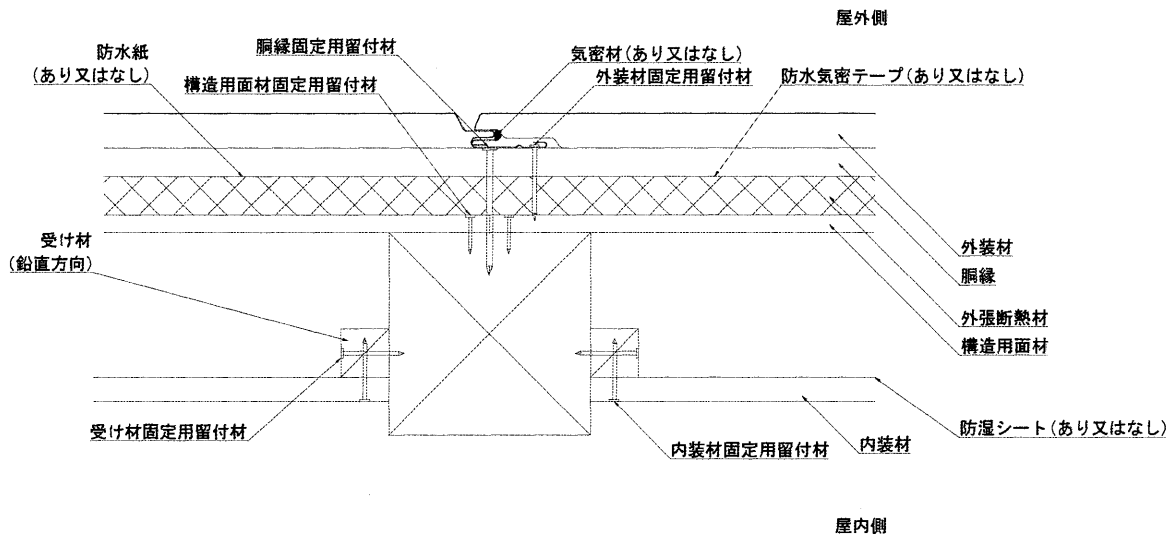 屋外側
防水紙
(あり又はなし)
胴縁固定用留付材
構造用面材固定用留付材
気密材(あり又はなし)
外装材固定用留付材
防水気密テープ(あり又はなし)
受け材
(鉛直方向)
外装材
胴縁
外張断熱材
構造用面材
受け材固定用留付材
内装材固定用留付材
内装材
防湿シート(あり又はなし)
屋内側